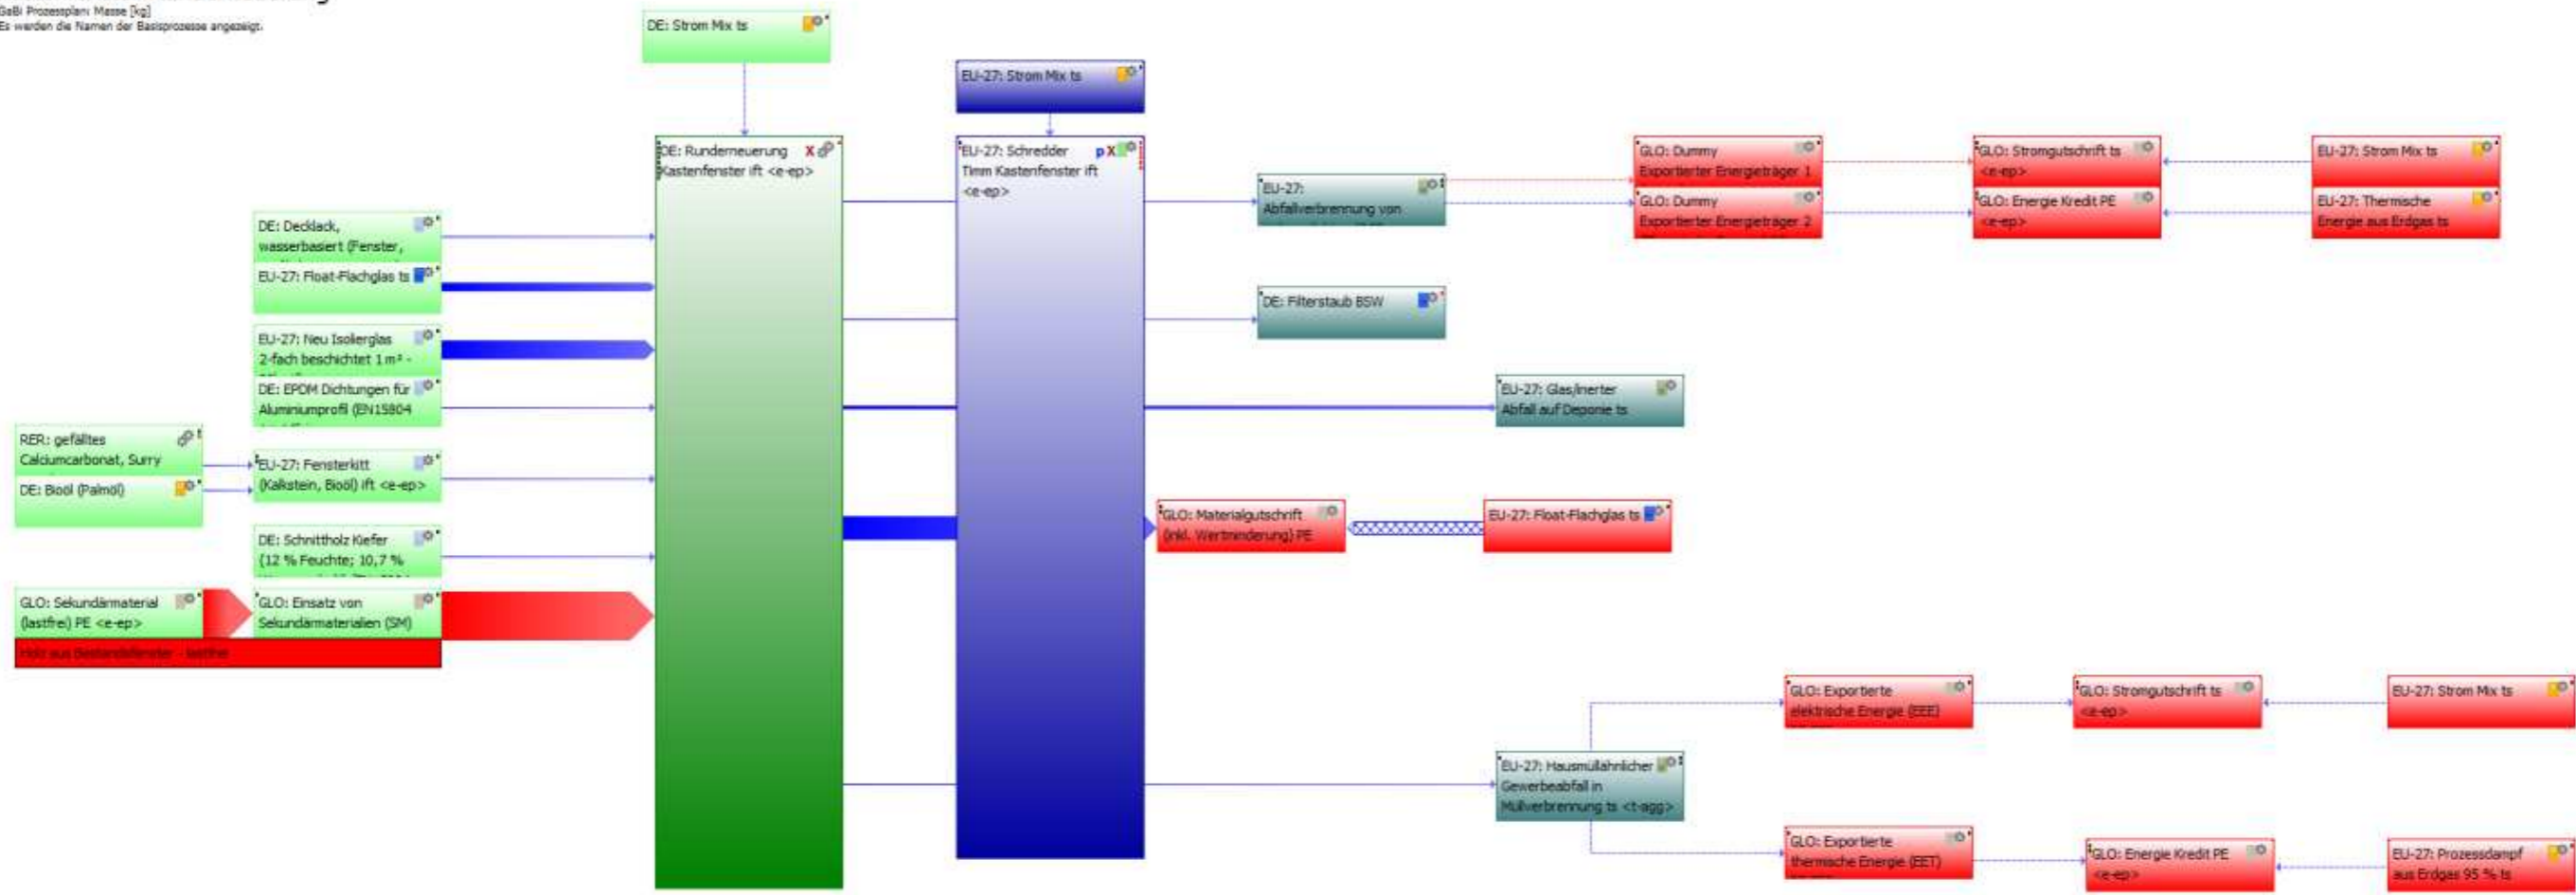 GaBi Prozessplan: Masse [kg]
Es werden die Namen der Basisprozesse angezeigt.
DE: Strom Mix ts
EU-27: Strom Mix ts
DE: Runderneuerung
Kastenfenster ift <e-ep>
EU-27: Schredder
Timm Kastenfenster ift
<e-ep>
DE: Decklack,
wasserbasiert (Fenster,
EU-27: Float-Flachglas ts
EU-27: Neu Isolierglas
2-fach beschichtet 1 m² -
DE: EPDM Dichtungen für
Aluminiumprofil (EN15804
RER: gefälltes
Calciumcarbonat, Surry
DE: Bioöl (Palmöl)
EU-27: Fensterkitt
(Kalkstein, Bioöl) ift <e-ep>
DE: Schnittholz Kiefer
(12 % Feuchte; 10,7 %
GLO: Sekundärmaterial
(lastfrei) PE <e-ep>
GLO: Einsatz von
Sekundärmaterialien (SM)
Holz aus Bestandsfenster - lastfrei
EU-27:
Abfallverbrennung von
DE: Filterstaub BSW
EU-27: Glas/inerter
Abfall auf Deponie ts
GLO: Materialgutschrift
(inkl. Wertminderung) PE
EU-27: Float-Flachglas ts
GLO: Dummy
Exportierter Energieträger 1
GLO: Dummy
Exportierter Energieträger 2
GLO: Stromgutschrift ts
<e-ep>
GLO: Energie Kredit PE
<e-ep>
EU-27: Strom Mix ts
EU-27: Thermische
Energie aus Erdgas ts
EU-27: Hausmüllähnlicher
Gewerbeabfall in
Müllverbrennung ts <t-agg>
GLO: Exportierte
elektrische Energie (EEE)
GLO: Stromgutschrift ts
<e-ep>
EU-27: Strom Mix ts
GLO: Exportierte
thermische Energie (EET)
GLO: Energie Kredit PE
<e-ep>
EU-27: Prozessdampf
aus Erdgas 95 % ts